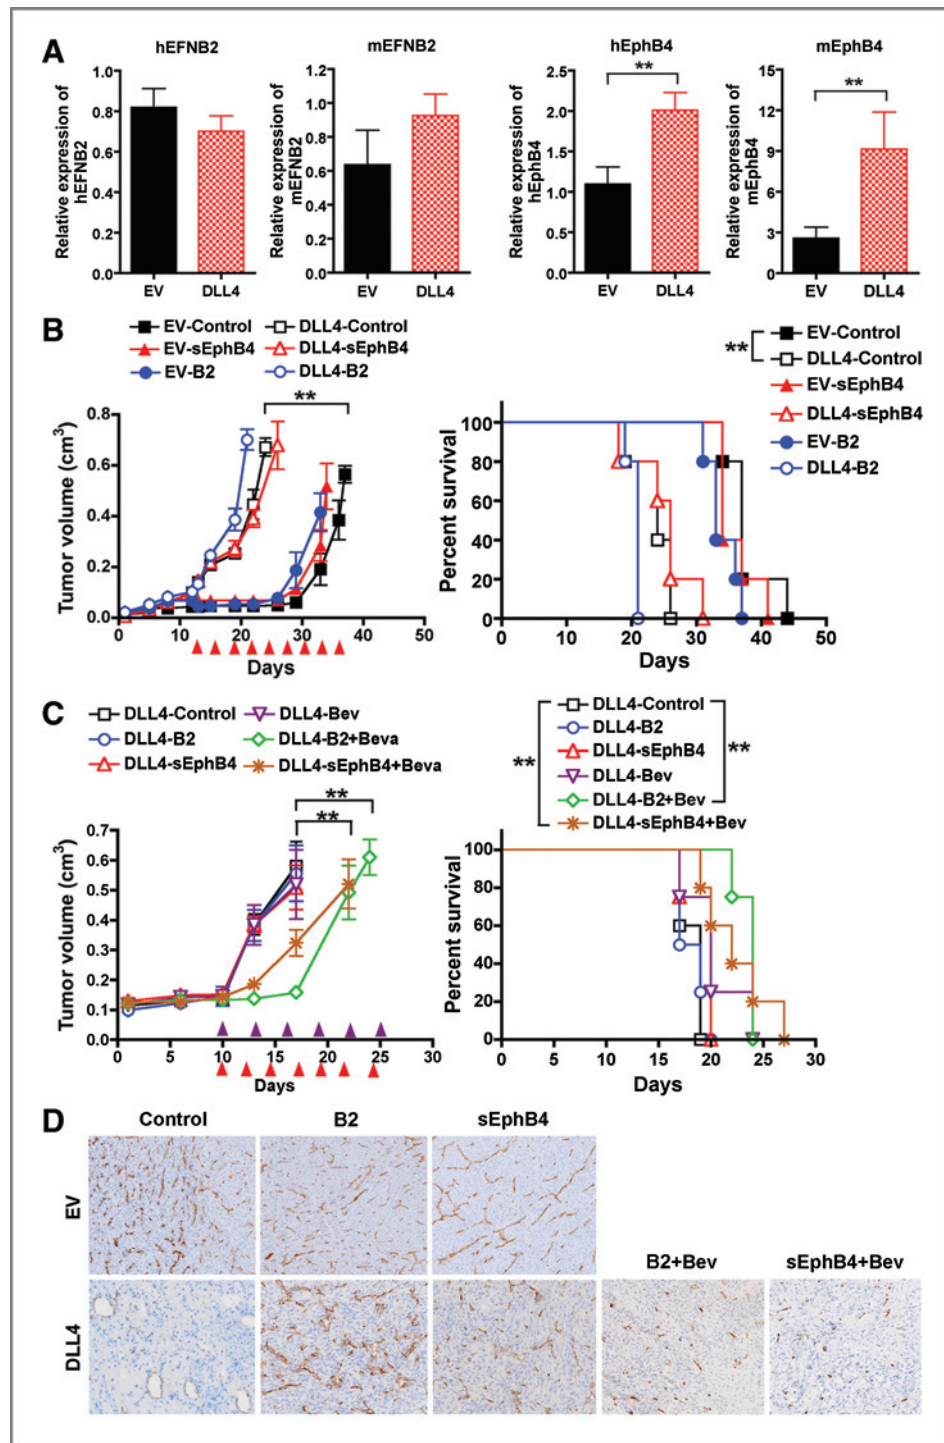 A
hEFNB2
mEFNB2
hEphB4
mEphB4
Relative expression of
hEFNB2
1.0
0.8
0.6
0.4
0.2
0.0
EV
DLL4
Relative expression of
mEFNB2
1.2
1.0
0.8
0.6
0.4
0.2
0.0
EV
DLL4
Relative expression of
hEphB4
2.5
2.0
1.5
1.0
0.5
0.0
**
EV
DLL4
Relative expression of
mEphB4
15
12
9
6
3
0
**
EV
DLL4
B
EV-Control
DLL4-Control
EV-sEphB4
DLL4-sEphB4
EV-B2
DLL4-B2
**
Tumor volume (cm³)
0.8
0.6
0.4
0.2
0.0
0
10
20
30
40
50
Days
**
EV-Control
DLL4-Control
EV-sEphB4
DLL4-sEphB4
EV-B2
DLL4-B2
Percent survival
100
80
60
40
20
0
0
10
20
30
40
50
Days
C
DLL4-Control
DLL4-Bev
DLL4-B2
DLL4-B2+Beva
DLL4-sEphB4
DLL4-sEphB4+Beva
**
**
Tumor volume (cm³)
0.7
0.6
0.5
0.4
0.3
0.2
0.1
0.0
0
5
10
15
20
25
30
Days
DLL4-Control
DLL4-B2
DLL4-sEphB4
DLL4-Bev
DLL4-B2+Bev
DLL4-sEphB4+Bev
**
**
Percent survival
100
80
60
40
20
0
0
5
10
15
20
25
30
Days
D
Control
B2
sEphB4
EV
B2+Bev
sEphB4+Bev
DLL4